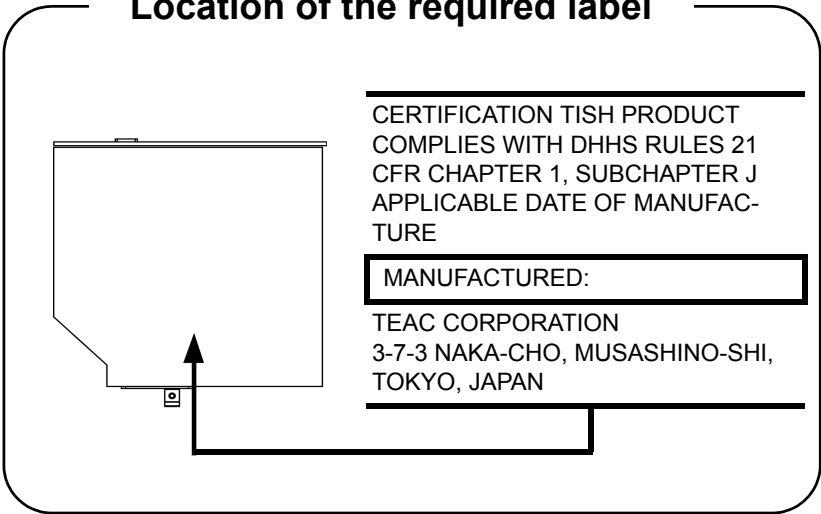 Location of the required label
CERTIFICATION TISH PRODUCT
COMPLIES WITH DHHS RULES 21
CFR CHAPTER 1, SUBCHAPTER J
APPLICABLE DATE OF MANUFAC-
TURE
MANUFACTURED:
TEAC CORPORATION
3-7-3 NAKA-CHO, MUSASHINO-SHI,
TOKYO, JAPAN